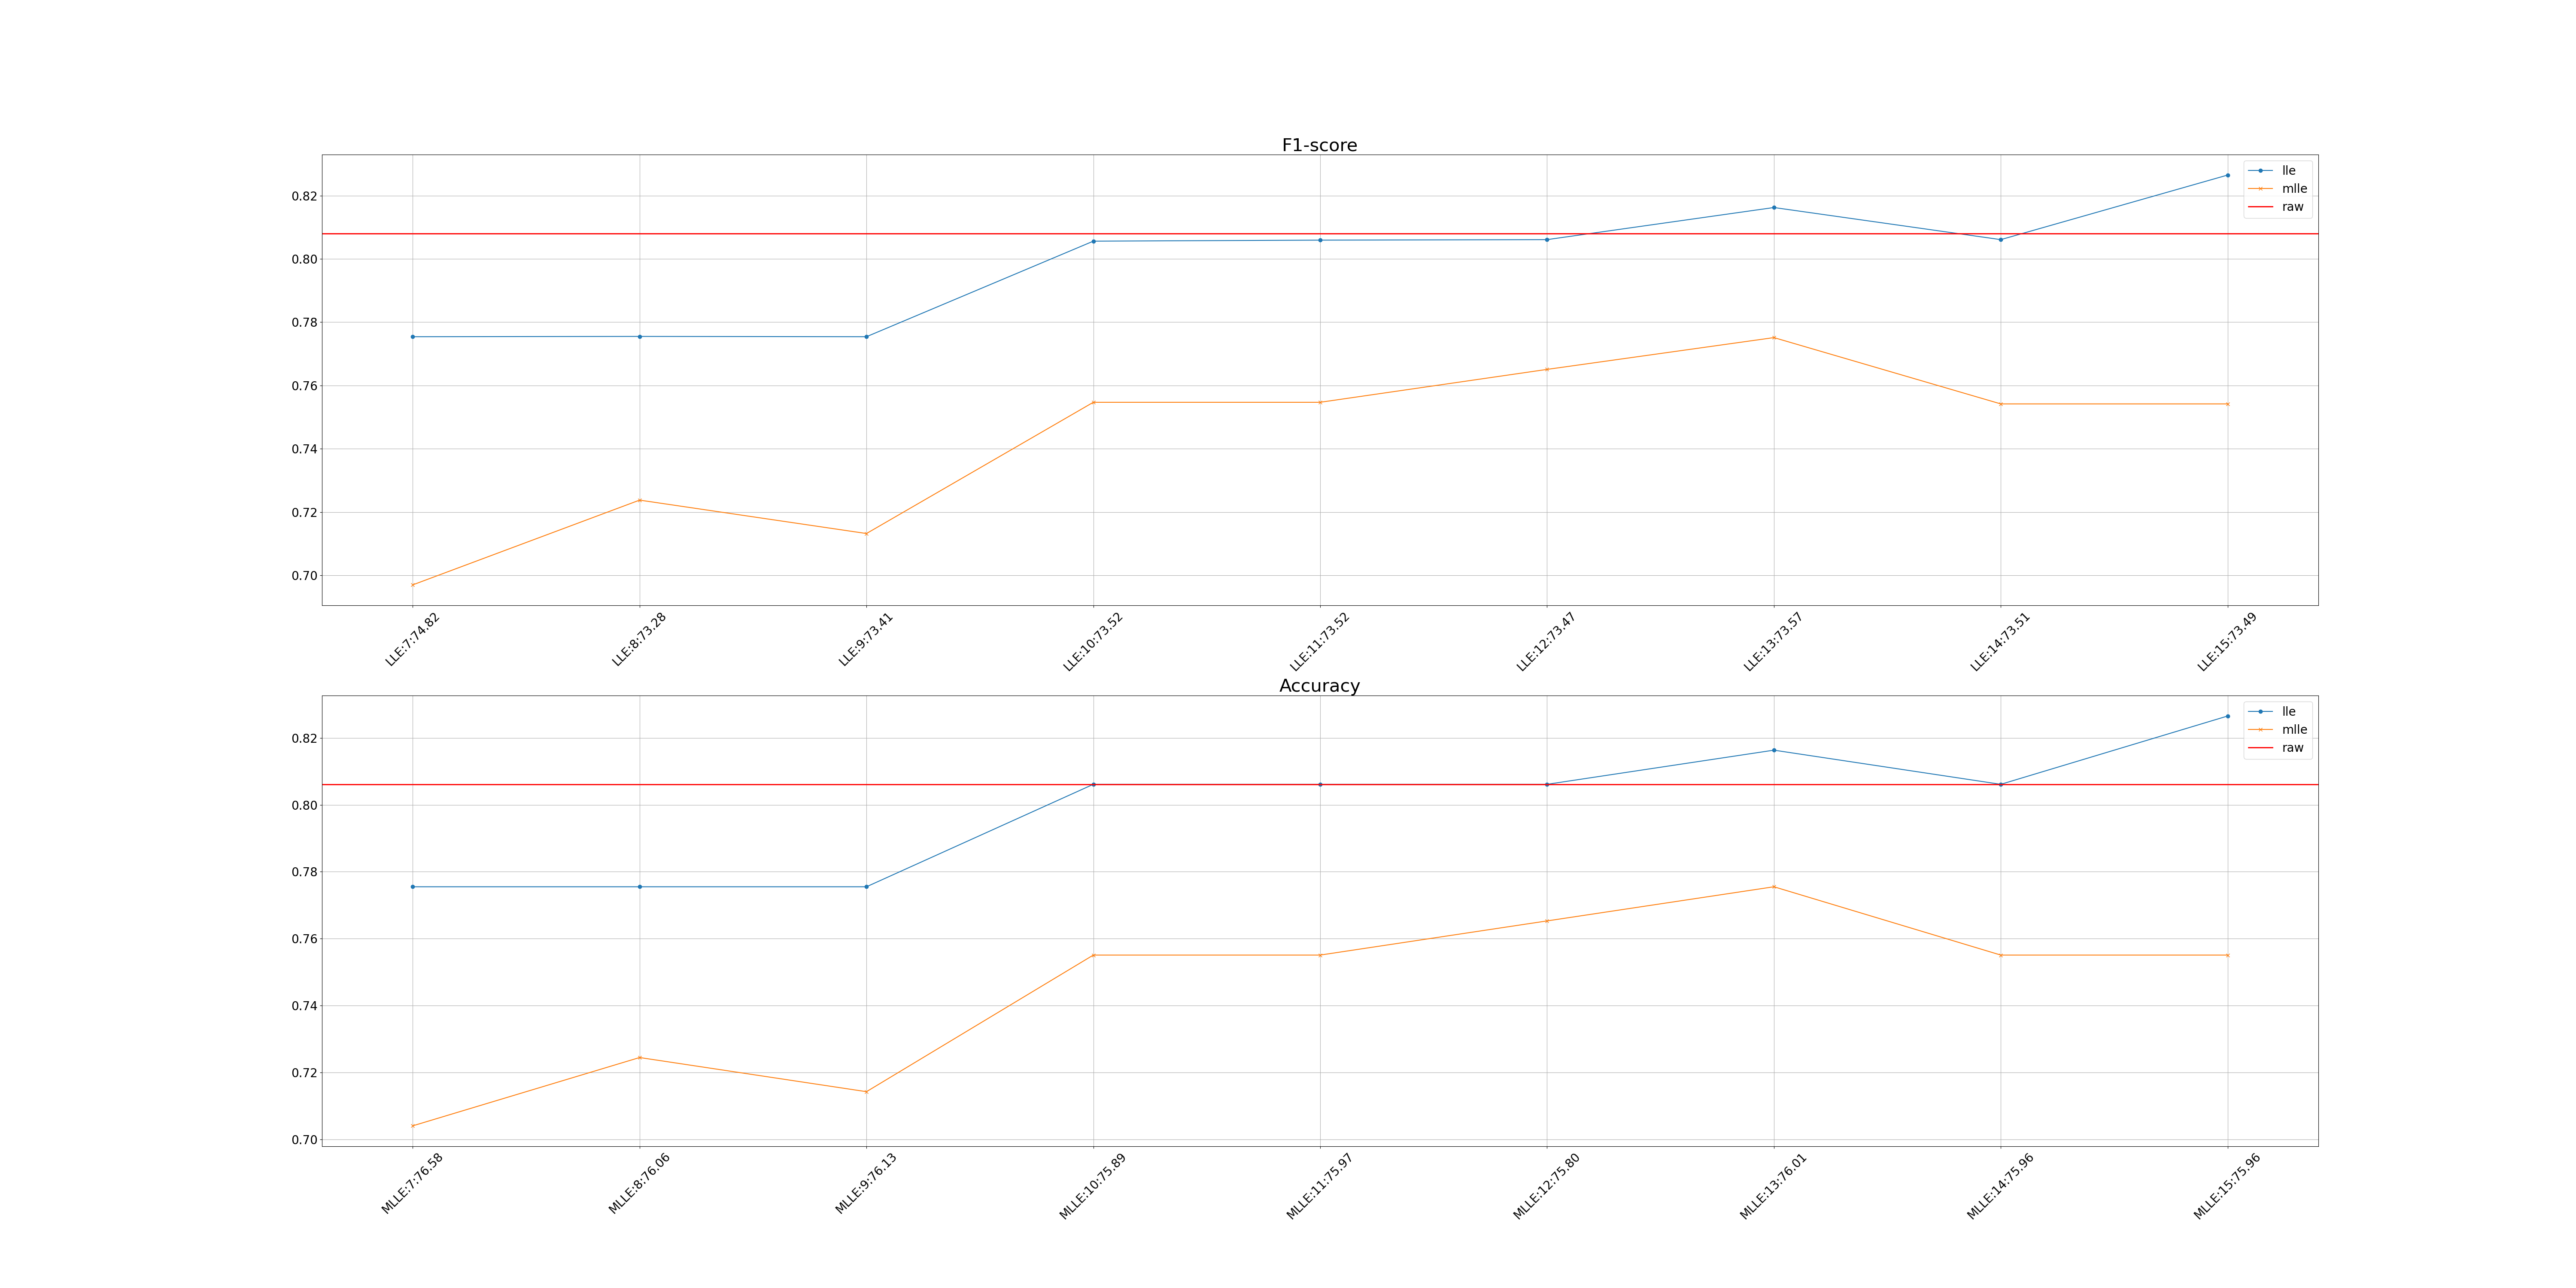 F1-score
0.82
0.80
0.78
0.76
0.74
0.72
0.70
lle
mlle
raw
LLE:7:74.82
LLE:8:73.28
LLE:9:73.41
LLE:10:73.52
LLE:11:73.52
LLE:12:73.47
LLE:13:73.57
LLE:14:73.51
LLE:15:73.49
Accuracy
0.82
0.80
0.78
0.76
0.74
0.72
0.70
lle
mlle
raw
MLLE:7:76.58
MLLE:8:76.06
MLLE:9:76.13
MLLE:10:75.89
MLLE:11:75.97
MLLE:12:75.80
MLLE:13:76.01
MLLE:14:75.96
MLLE:15:75.96